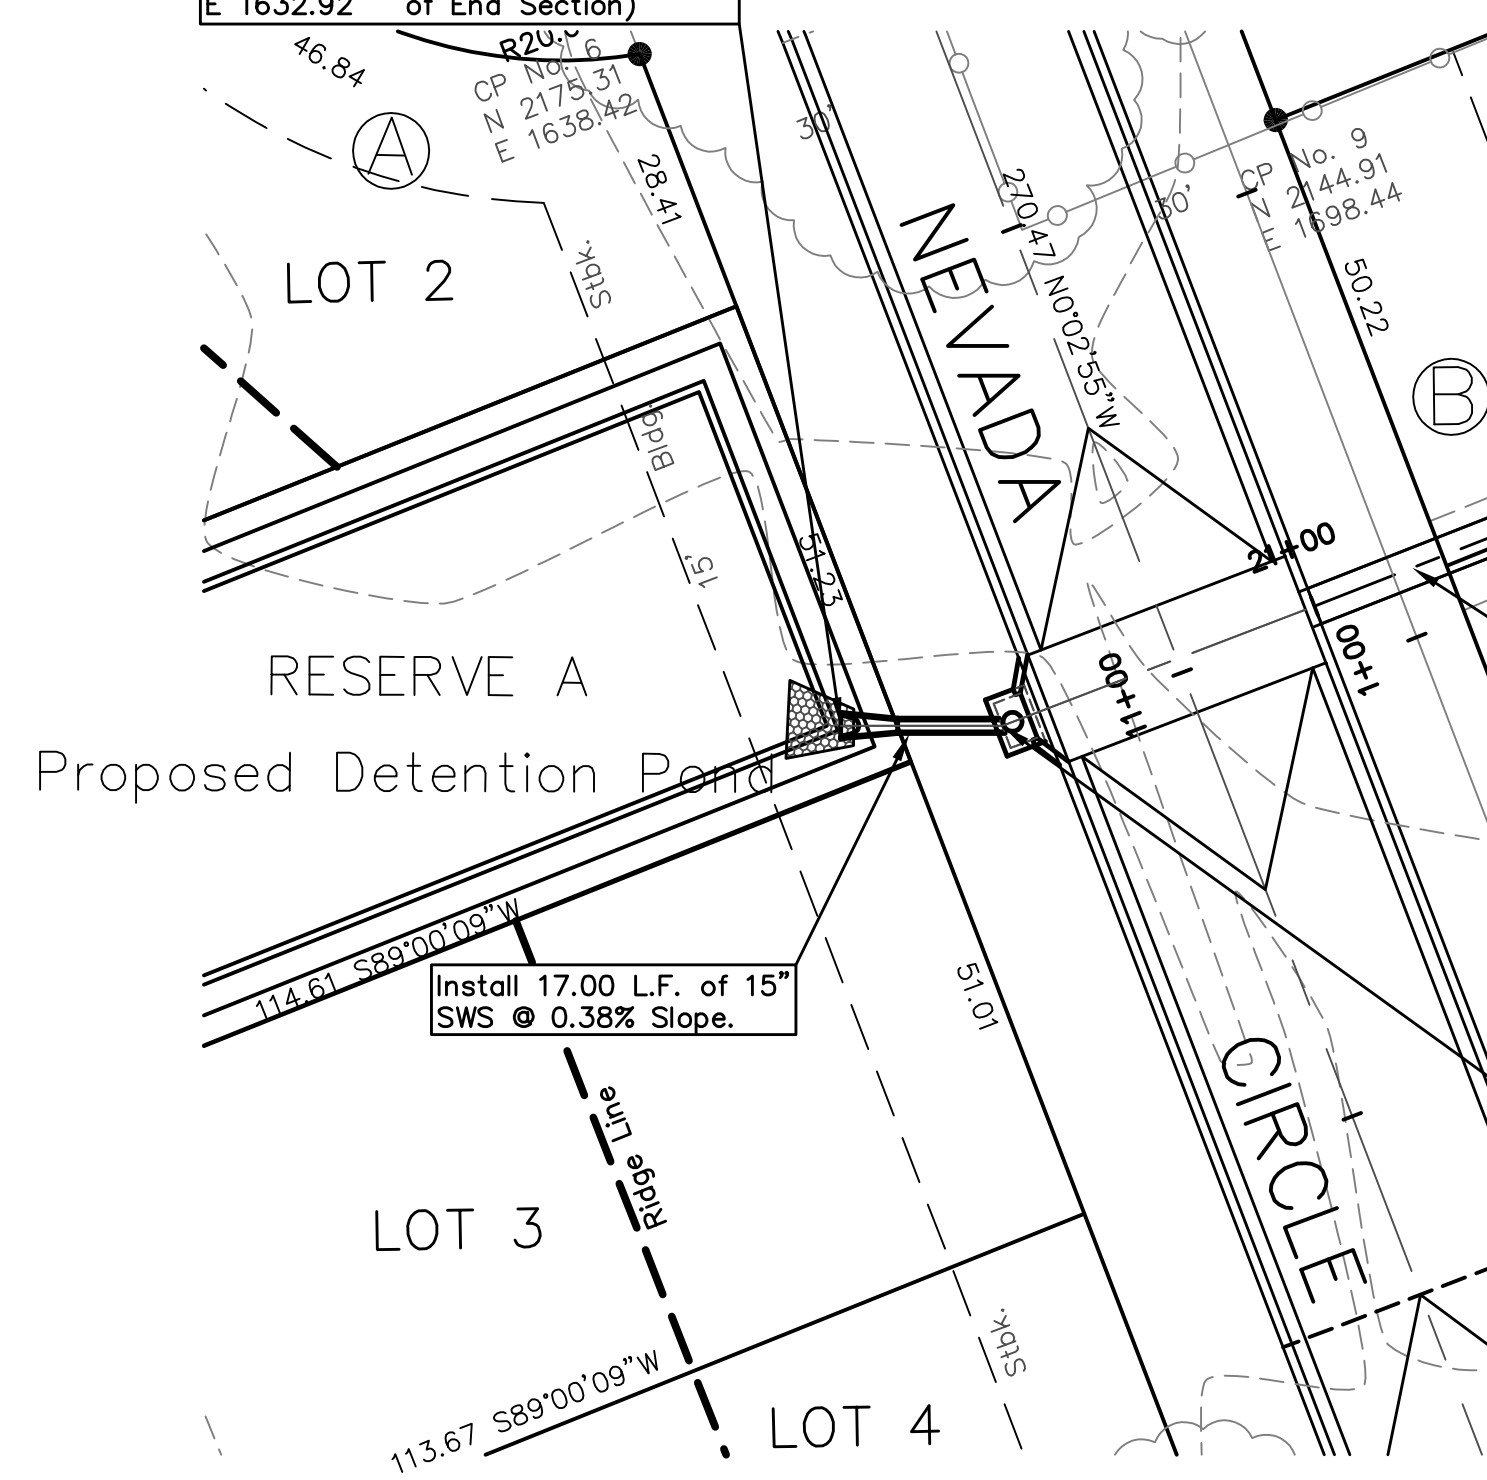 E 1632.92 of End Section)
46.84
CP No. 6
N 2175.31
E 1638.42
A
30'
28.41
CP No. 9
N 2144.91
E 1698.44
30'
270.47 N0°02'55"W
NEVADA
LOT 2
Stbk.
50.22
B
Bldg.
15'
51.23
21+00
1+00
11+00
RESERVE A
Proposed Detention Pond
114.61 S89°00'09"W
Install 17.00 L.F. of 15"
SWS @ 0.38% Slope.
51.01
CIRCLE
Ridge Line
LOT 3
Stbk.
113.67 S89°00'09"W
LOT 4